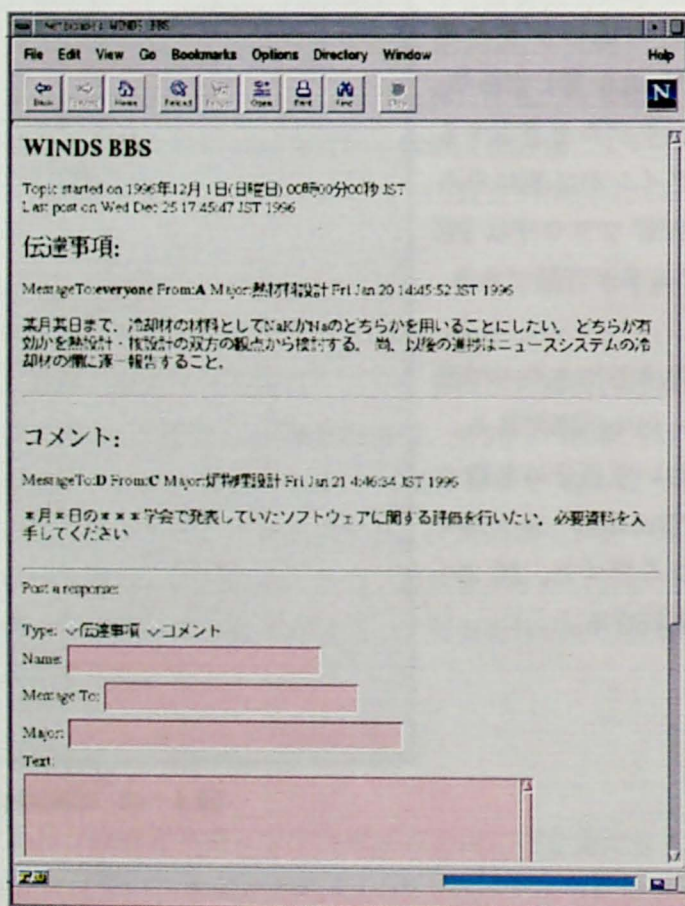 Netscape: WINDS BBS
File Edit View Go Bookmarks Options Directory Window Help
Back Home Reload Open Print Find
N
WINDS BBS
Topic started on 1996年12月 1日(日曜日) 00時00分00秒 JST
Last post on Wed Dec 25 17:45:47 JST 1996
伝達事項:
MessageTo:everyone From:A Major:熱材料設計 Fri Jan 20 14:45:52 JST 1996
某月某日まで、冷却材の材料としてNaKかNaのどちらかを用いることにしたい。 どちらが有
効かを熱設計・核設計の双方の観点から検討する。 尚、以後の進捗はニュースシステムの冷
却材の欄に逐一報告すること。
コメント:
MessageTo:D From:C Major:炉物理設計 Fri Jan 21 4:46:34 JST 1996
*月*日の***学会で発表していたソフトウェアに関する評価を行いたい。必要資料を入
手してください
Post a response:
Type: 伝達事項 コメント
Name:
Message To:
Major:
Text: